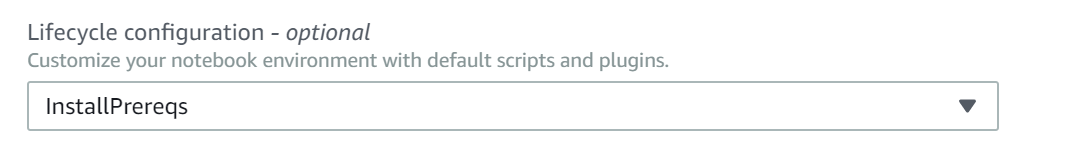 Lifecycle configuration - optional
Customize your notebook environment with default scripts and plugins.
InstallPrereqs